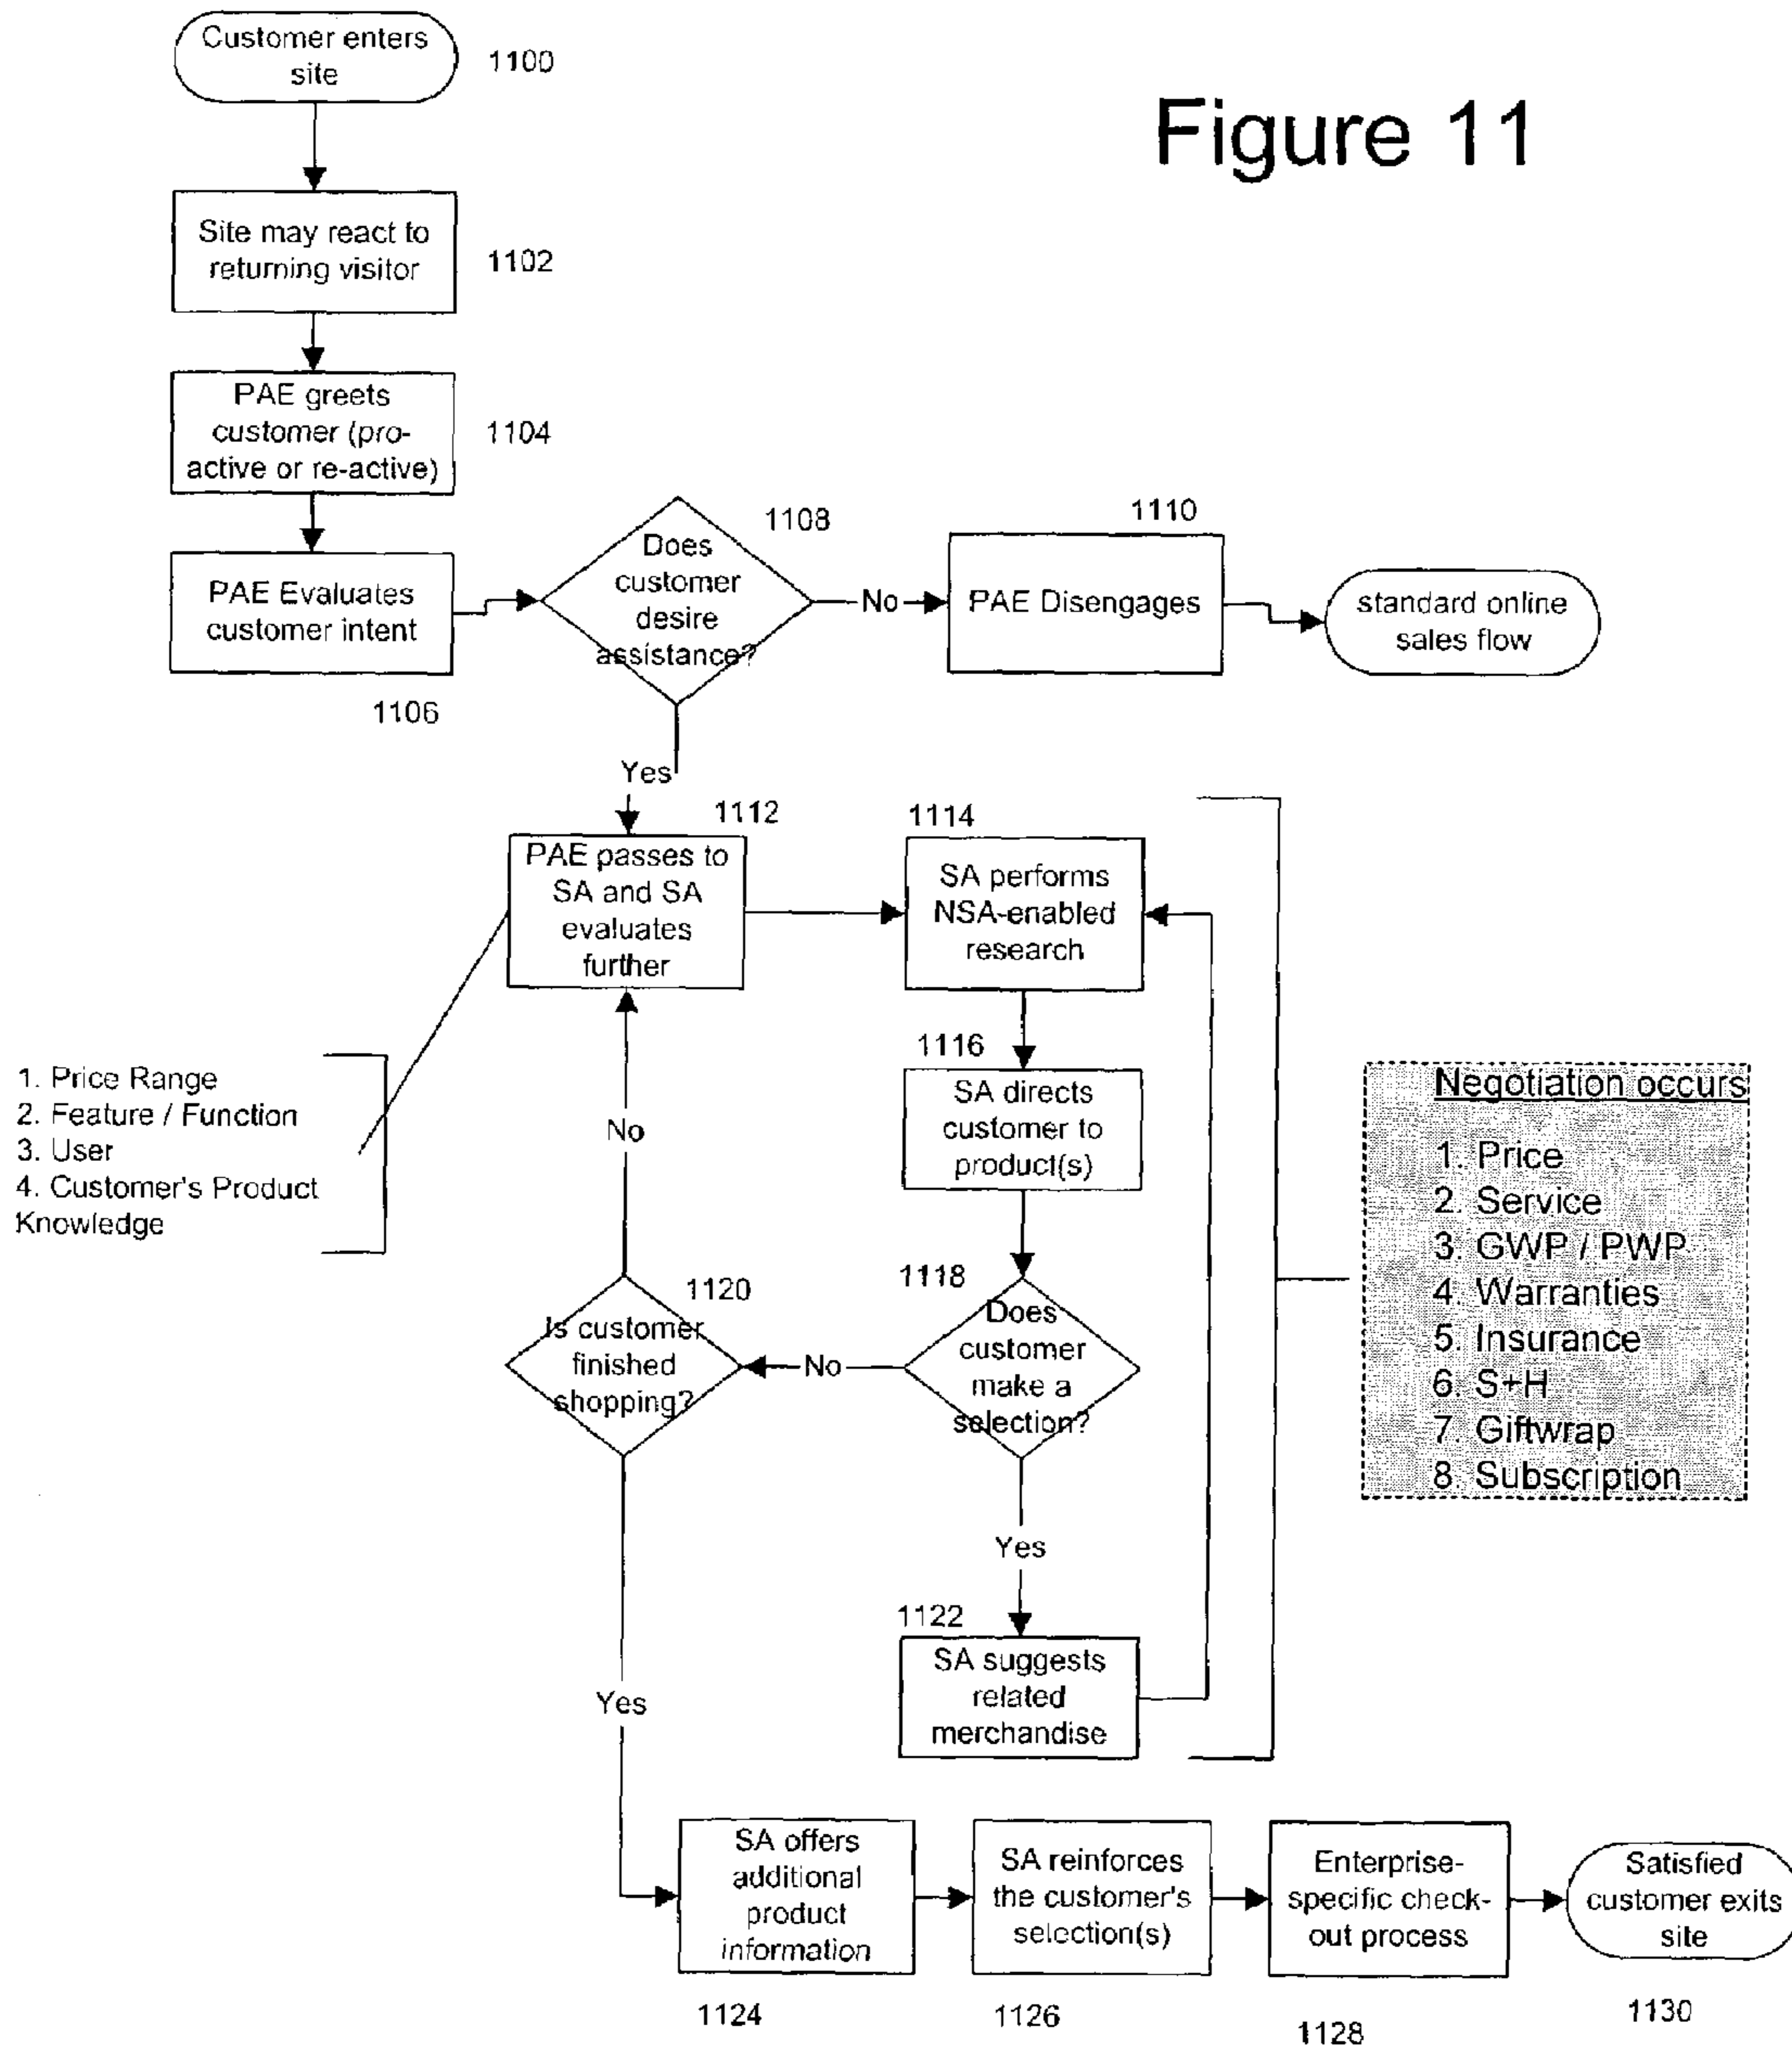 Figure 11
Customer enters
site
1100
Site may react to
returning visitor
1102
PAE greets
customer (pro-
active or re-active)
1104
PAE Evaluates
customer intent
1106
Does
customer
desire
assistance?
1108
No
1110
PAE Disengages
standard online
sales flow
Yes
1112
PAE passes to
SA and SA
evaluates
further
1. Price Range
2. Feature / Function
3. User
4. Customer's Product
Knowledge
1114
SA performs
NSA-enabled
research
1116
SA directs
customer to
product(s)
1118
Does
customer
make a
selection?
No
1120
Is customer
finished
shopping?
No
Yes
1122
SA suggests
related
merchandise
Negotiation occurs
1. Price
2. Service
3. GWP / PWP
4. Warranties
5. Insurance
6. S+H
7. Giftwrap
8. Subscription
Yes
SA offers
additional
product
information
1124
SA reinforces
the customer's
selection(s)
1126
Enterprise-
specific check-
out process
1128
Satisfied
customer exits
site
1130